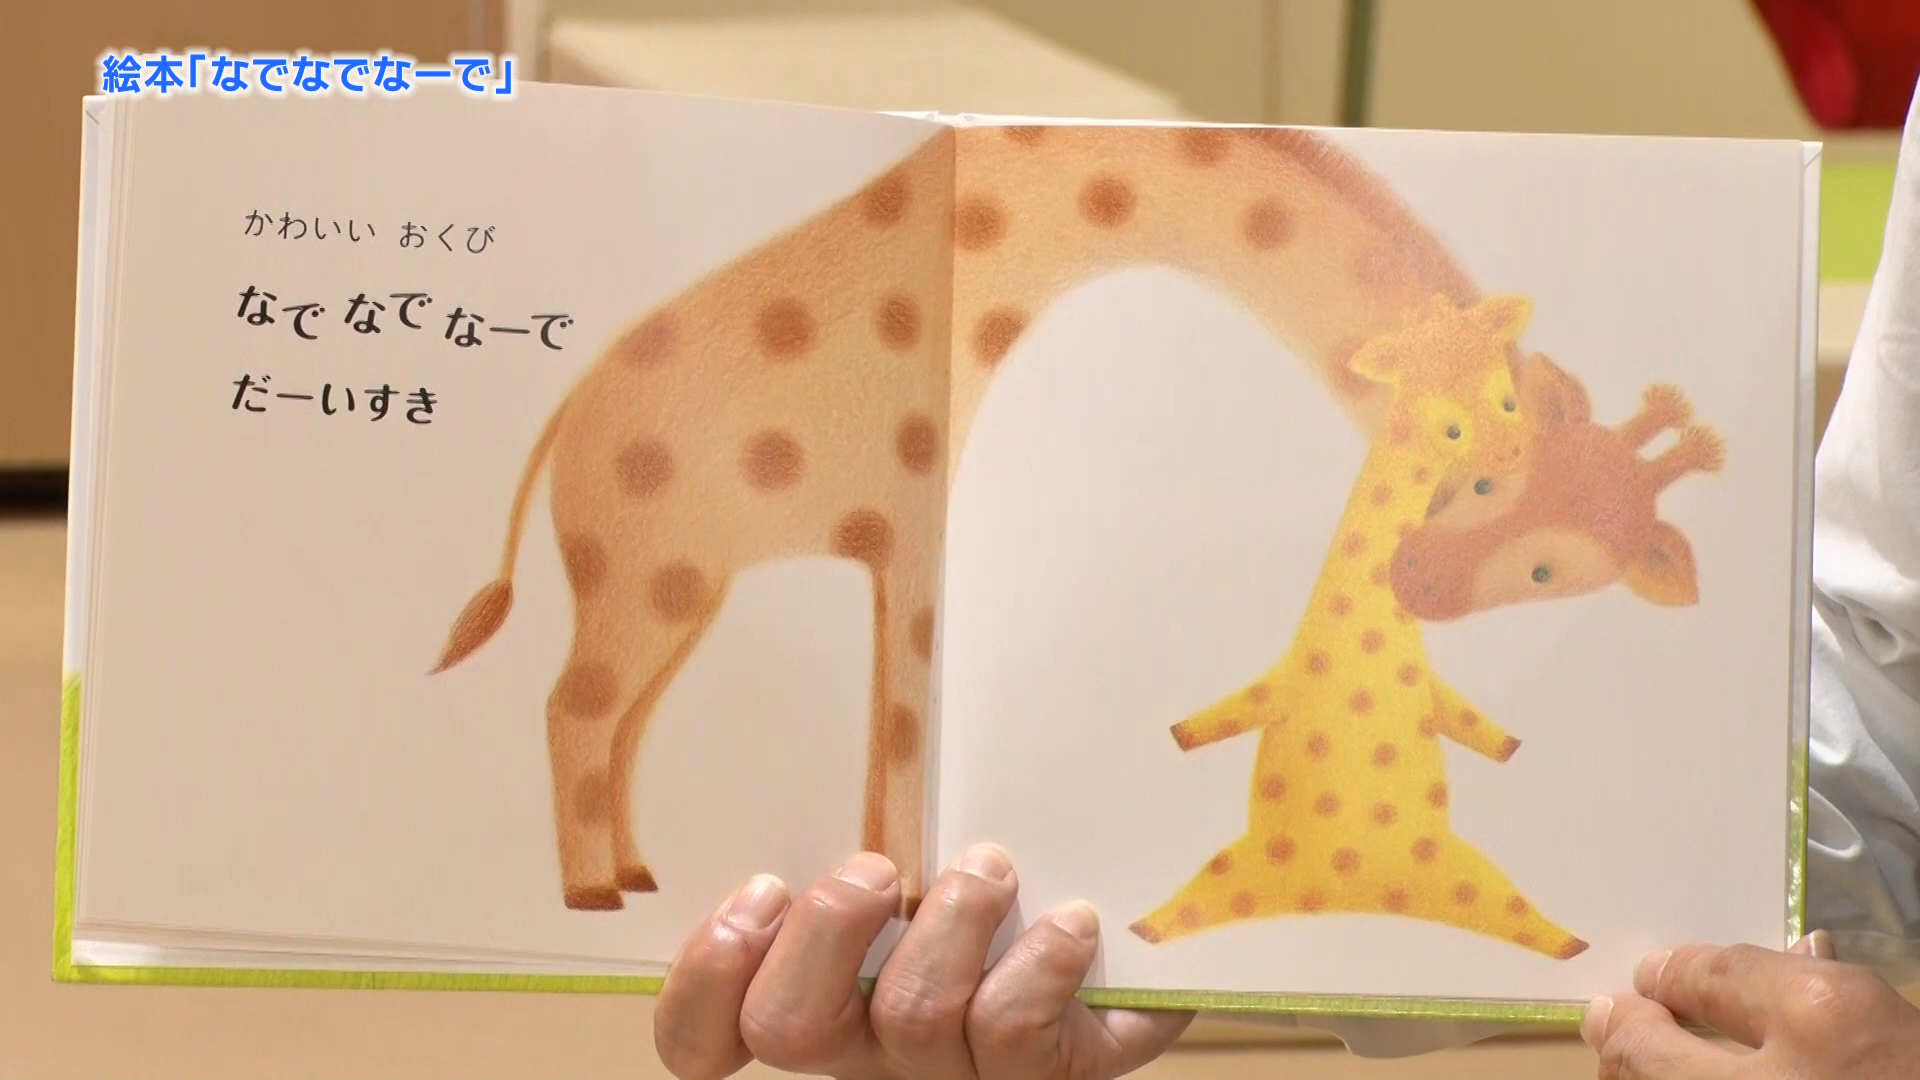 絵本「なでなでなーで」
かわいい おくび
なで なで なーで
だーいすき